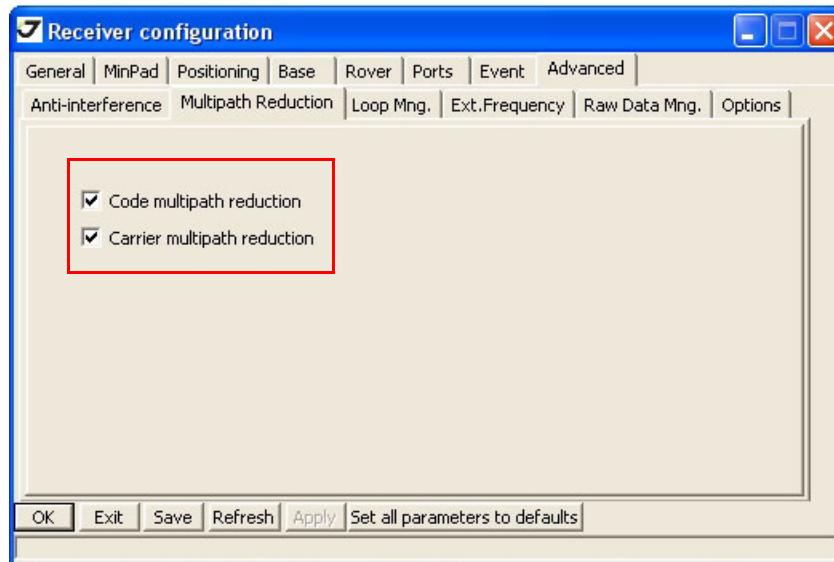 Receiver configuration
General MinPad Positioning Base Rover Ports Event Advanced
Anti-interference Multipath Reduction Loop Mng. Ext.Frequency Raw Data Mng. Options
Code multipath reduction
Carrier multipath reduction
OK Exit Save Refresh Apply Set all parameters to defaults